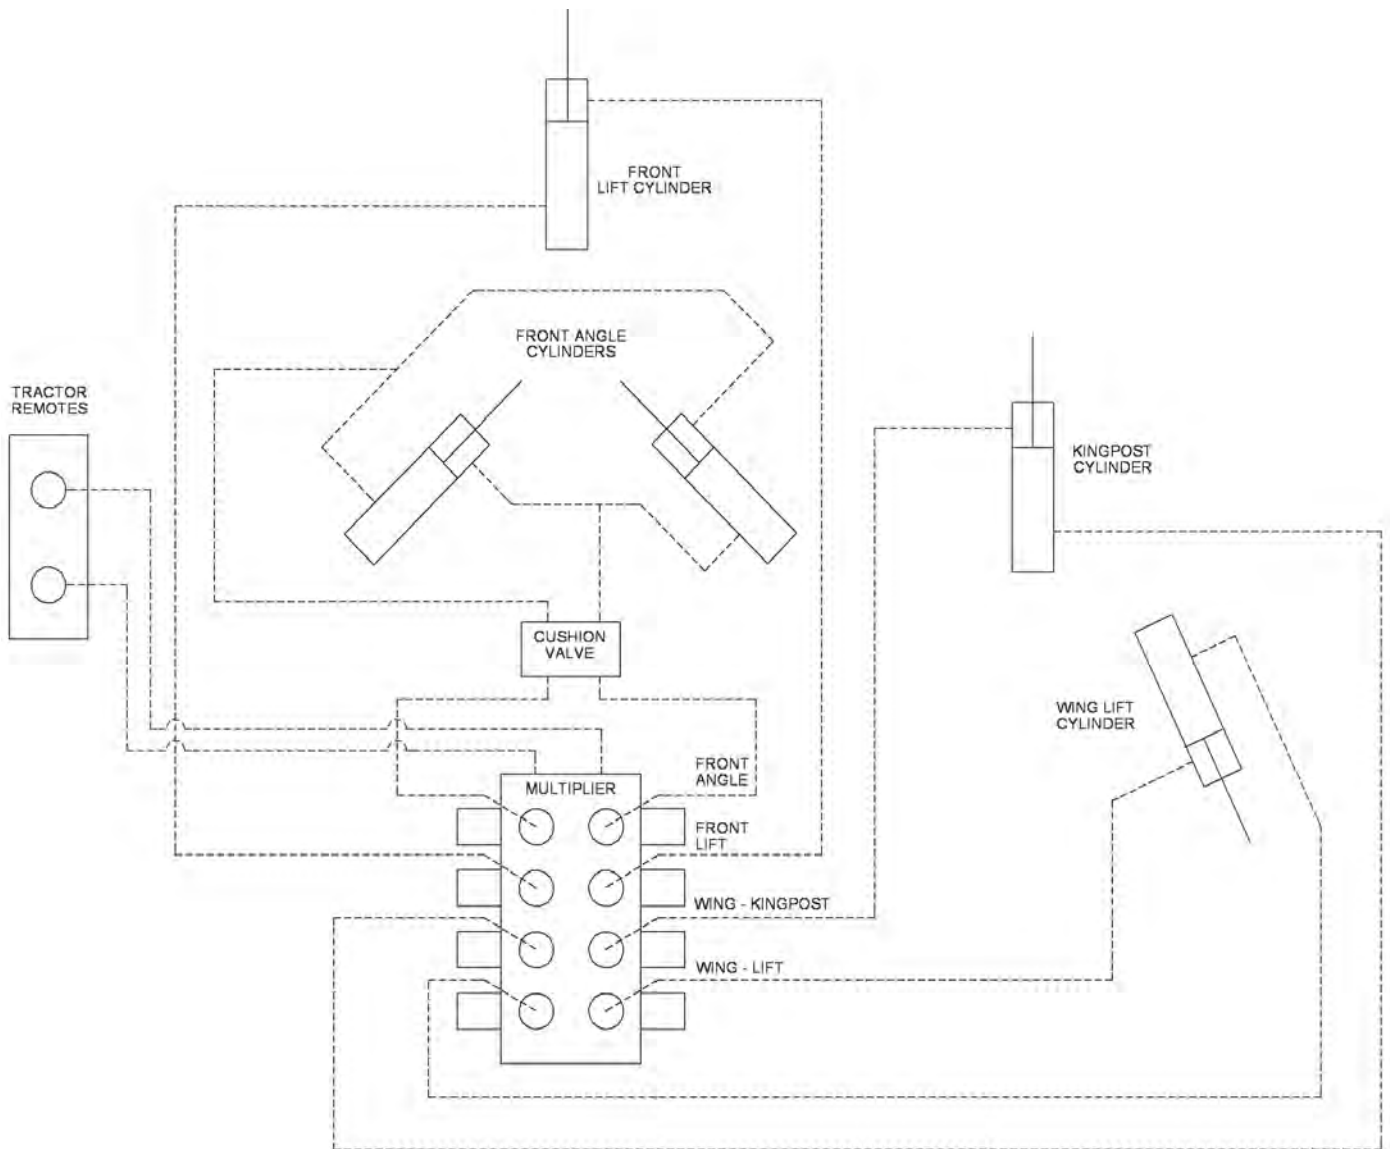 FRONT
LIFT CYLINDER
FRONT ANGLE
CYLINDERS
TRACTOR
REMOTES
KINGPOST
CYLINDER
CUSHION
VALVE
WING LIFT
CYLINDER
FRONT
ANGLE
MULTIPLIER
FRONT
LIFT
WING - KINGPOST
WING - LIFT